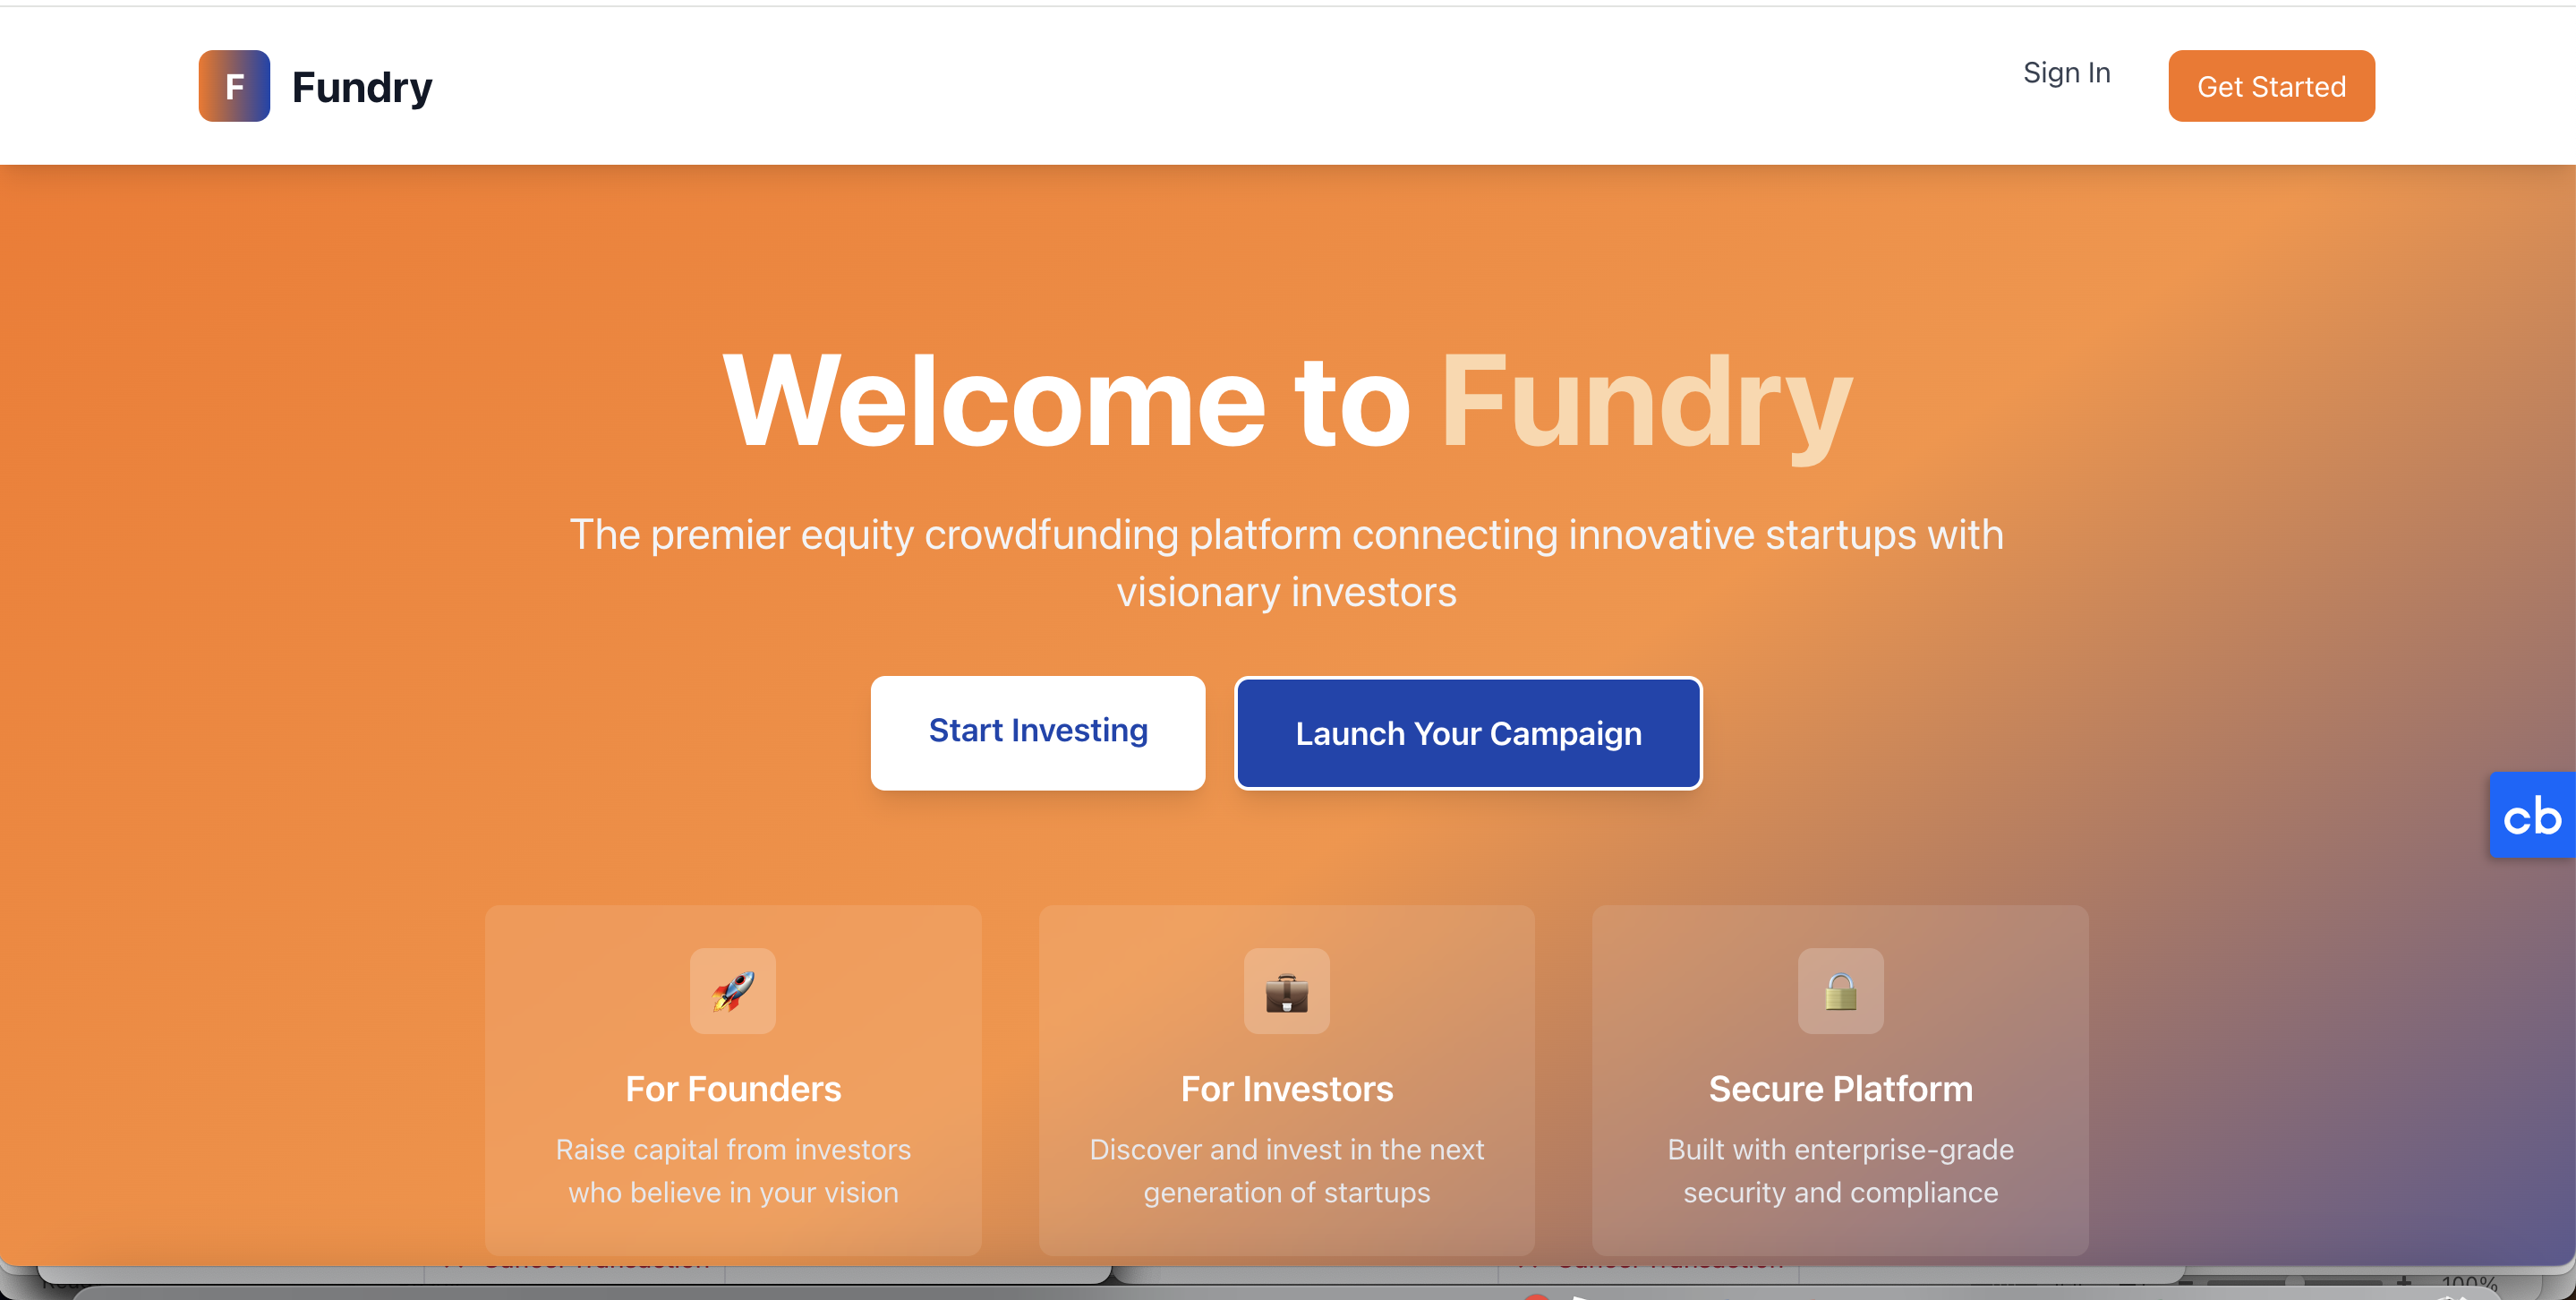 F Fundry
Sign In
Get Started
Welcome to Fundry
The premier equity crowdfunding platform connecting innovative startups with
visionary investors
Start Investing
Launch Your Campaign
cb
For Founders
Raise capital from investors
who believe in your vision
For Investors
Discover and invest in the next
generation of startups
Secure Platform
Built with enterprise-grade
security and compliance
100%